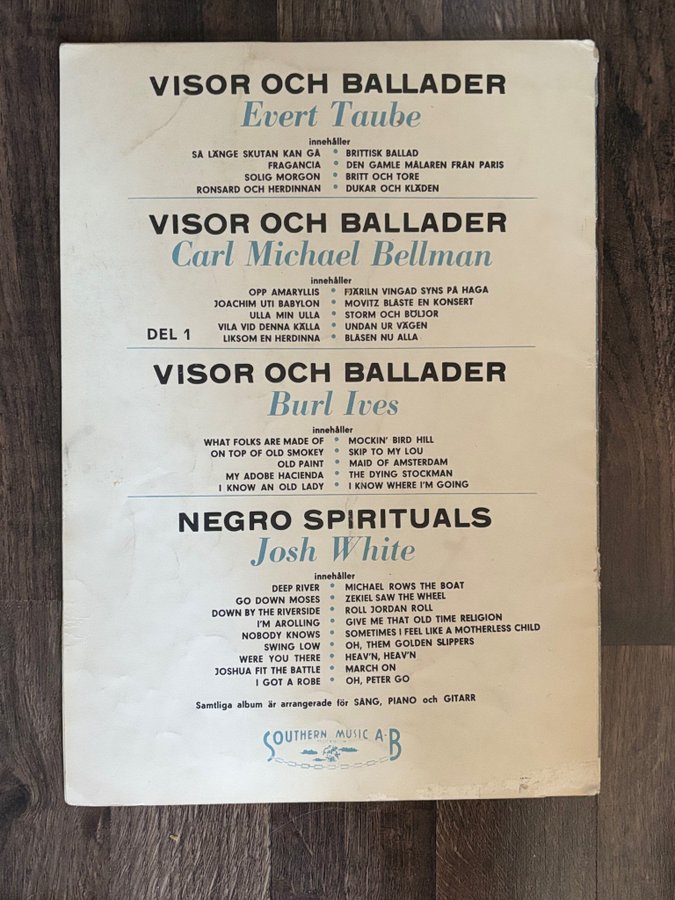 VISOR OCH BALLADER
Evert Taube
innehåller
SÅ LÄNGE SKUTAN KAN GÅ • BRITTISK BALLAD
FRAGANCIA • DEN GAMLE MÅLAREN FRÅN PARIS
SOLIG MORGON • BRITT OCH TORE
RONSARD OCH HERDINNAN • DUKAR OCH KLÄDEN
VISOR OCH BALLADER
Carl Michael Bellman
innehåller
OPP AMARYLLIS • FJÄRILN VINGAD SYNS PÅ HAGA
JOACHIM UTI BABYLON • MOVITZ BLÅSTE EN KONSERT
ULLA MIN ULLA • STORM OCH BÖLJOR
VILA VID DENNA KÄLLA • UNDAN UR VÄGEN
DEL 1 LIKSOM EN HERDINNA • BLÅSEN NU ALLA
VISOR OCH BALLADER
Burl Ives
innehåller
WHAT FOLKS ARE MADE OF • MOCKIN' BIRD HILL
ON TOP OF OLD SMOKEY • SKIP TO MY LOU
OLD PAINT • MAID OF AMSTERDAM
MY ADOBE HACIENDA • THE DYING STOCKMAN
I KNOW AN OLD LADY • I KNOW WHERE I'M GOING
NEGRO SPIRITUALS
Josh White
innehåller
DEEP RIVER • MICHAEL ROWS THE BOAT
GO DOWN MOSES • ZEKIEL SAW THE WHEEL
DOWN BY THE RIVERSIDE • ROLL JORDAN ROLL
I'M AROLLING • GIVE ME THAT OLD TIME RELIGION
NOBODY KNOWS • SOMETIMES I FEEL LIKE A MOTHERLESS CHILD
SWING LOW • OH, THEM GOLDEN SLIPPERS
WERE YOU THERE • HEAV'N, HEAV'N
JOSHUA FIT THE BATTLE • MARCH ON
I GOT A ROBE • OH, PETER GO
Samtliga album är arrangerade för SÅNG, PIANO och GITARR
SOUTHERN MUSIC A-B